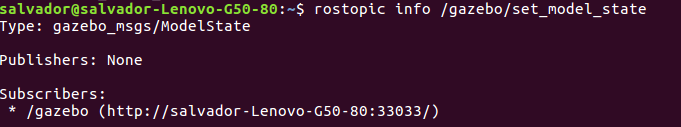 salvador@salvador-Lenovo-G50-80:~$ rostopic info /gazebo/set_model_state
Type: gazebo_msgs/ModelState
Publishers: None
Subscribers:
* /gazebo (http://salvador-Lenovo-G50-80:33033/)